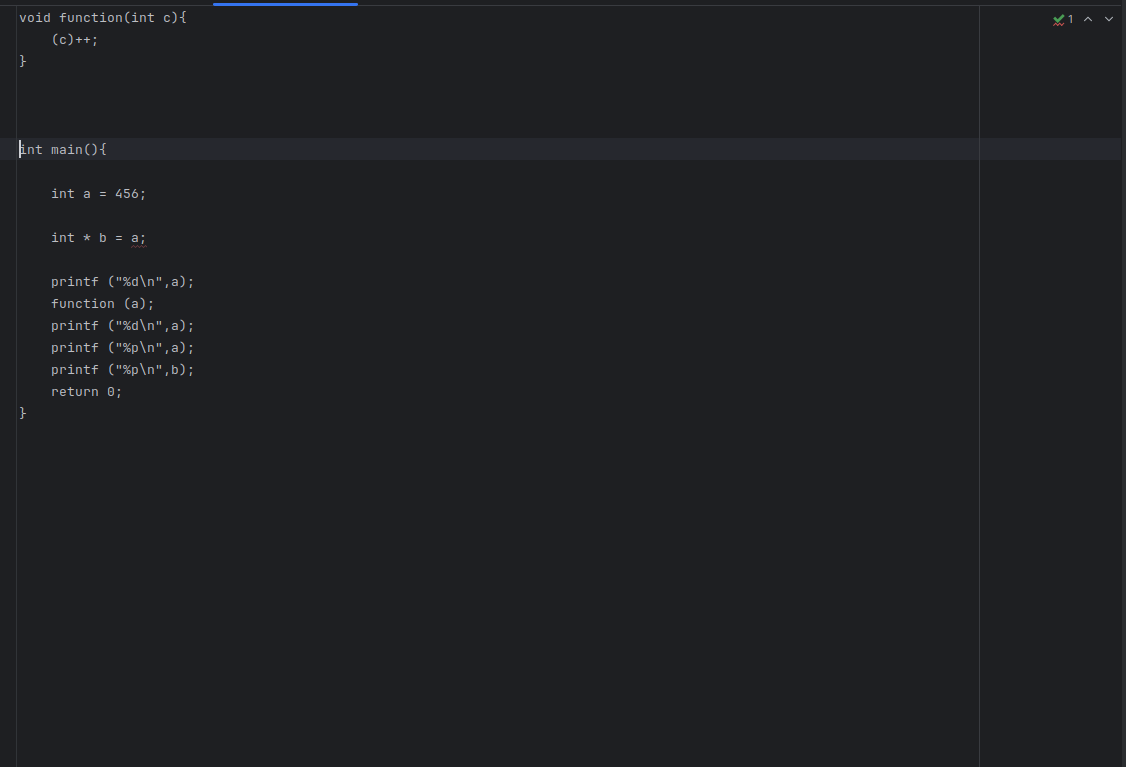 void function(int c){
1
    (c)++;
}
int main(){
    int a = 456;
    int * b = a;
    printf ("%d\n",a);
    function (a);
    printf ("%d\n",a);
    printf ("%p\n",a);
    printf ("%p\n",b);
    return 0;
}